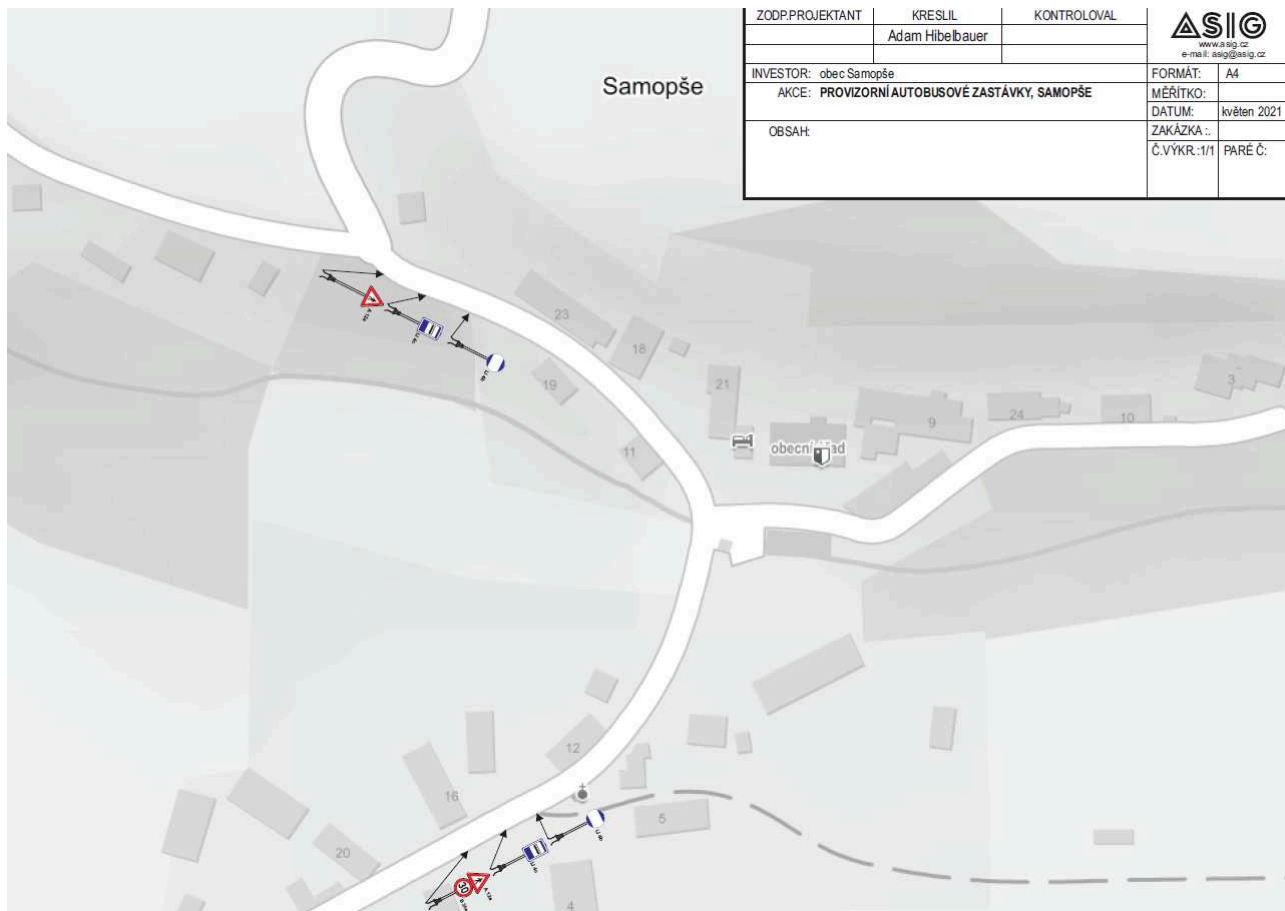 ZODP.PROJEKTANT KRESLIL KONTROLOVAL
Adam Hibelbauer
ASIG
www.asig.cz
e-mail: asig@asig.cz
INVESTOR: obec Samopše
FORMÁT: A4
AKCE: PROVIZORNÍ AUTOBUSOVÉ ZASTÁVKY, SAMOPŠE
MĚŘÍTKO:
DATUM: květen 2021
OBSAH:
ZAKÁZKA :.
Č.VÝKR.:1/1 PARÉ Č:
Samopše
23
18
19
21
11
obecní
9
24
10
3
12
16
5
20
4
30